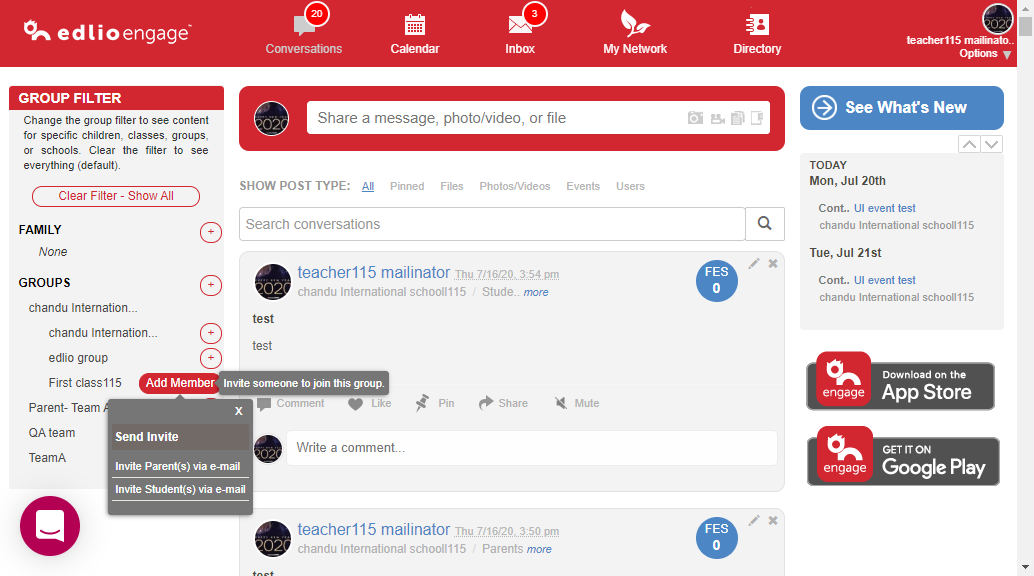 edlio engage
20
Conversations
Calendar
3
Inbox
My Network
Directory
teacher115 mailinato..
Options
GROUP FILTER
Change the group filter to see content
for specific children, classes, groups,
or schools. Clear the filter to see
everything (default).
Clear Filter - Show All
FAMILY
+
None
GROUPS
+
chandu Internation...
chandu Internation...
+
edlio group
+
First class115
Add Member
Invite someone to join this group.
Parent- Team A
QA team
TeamA
X
Send Invite
Invite Parent(s) via e-mail
Invite Student(s) via e-mail
2020
Share a message, photo/video, or file
SHOW POST TYPE: All Pinned Files Photos/Videos Events Users
Search conversations
teacher115 mailinator Thu 7/16/20, 3:54 pm
chandu International schooll115 / Stude.. more
FES
0
test
test
Comment Like Pin Share Mute
Write a comment...
teacher115 mailinator Thu 7/16/20, 3:50 pm
chandu International schooll115 / Parents more
FES
0
test
See What's New
TODAY
Mon, Jul 20th
Cont.. UI event test
chandu International schooll115
Tue, Jul 21st
Cont.. UI event test
chandu International schooll115
engage
Download on the
App Store
engage
GET IT ON
Google Play